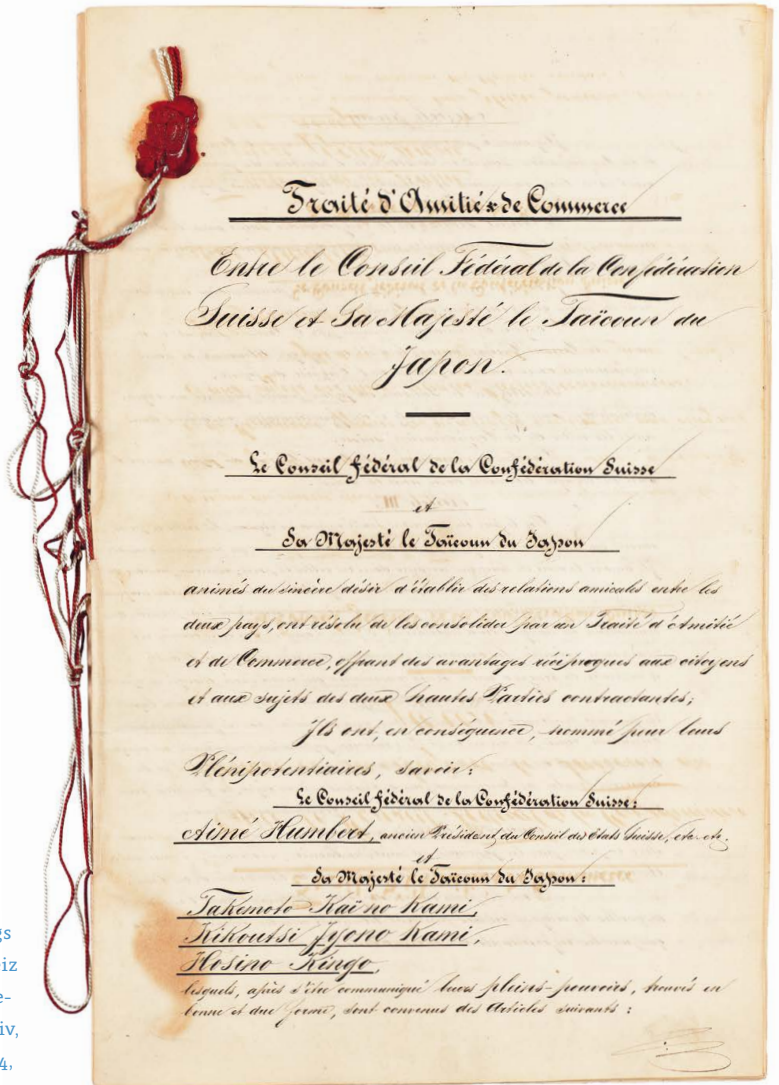 Traité d'Amitié & de Commerce
Entre le Conseil Fédéral de la Confédération
Suisse et Sa Majesté le Taïcoun du
Japon.
Le Conseil fédéral de la Confédération Suisse
et
Sa Majesté le Taïcoun du Japon
animés du sincère désir d'établir des relations amicales entre les
deux pays, ont résolu de les consolider par un Traité d'Amitié
et de Commerce, offrant des avantages réciproques aux citoyens
et aux sujets des deux hautes Parties contractantes;
Ils ont, en conséquence, nommé pour leurs
Plénipotentiaires, savoir:
Le Conseil fédéral de la Confédération Suisse:
Aimé Humbert, ancien Président du Conseil des Etats Suisse, etc. etc.
et
Sa Majesté le Taïcoun du Japon:
Takemoto Kaï no Kami,
Kikoutsi Iyono Kami,
Hosino Kingo,
lesquels, après s'être communiqué leurs pleins-pouvoirs, trouvés en
bonne et due forme, sont convenus des Articles suivants:
gs
iz
e-
iv,
4,